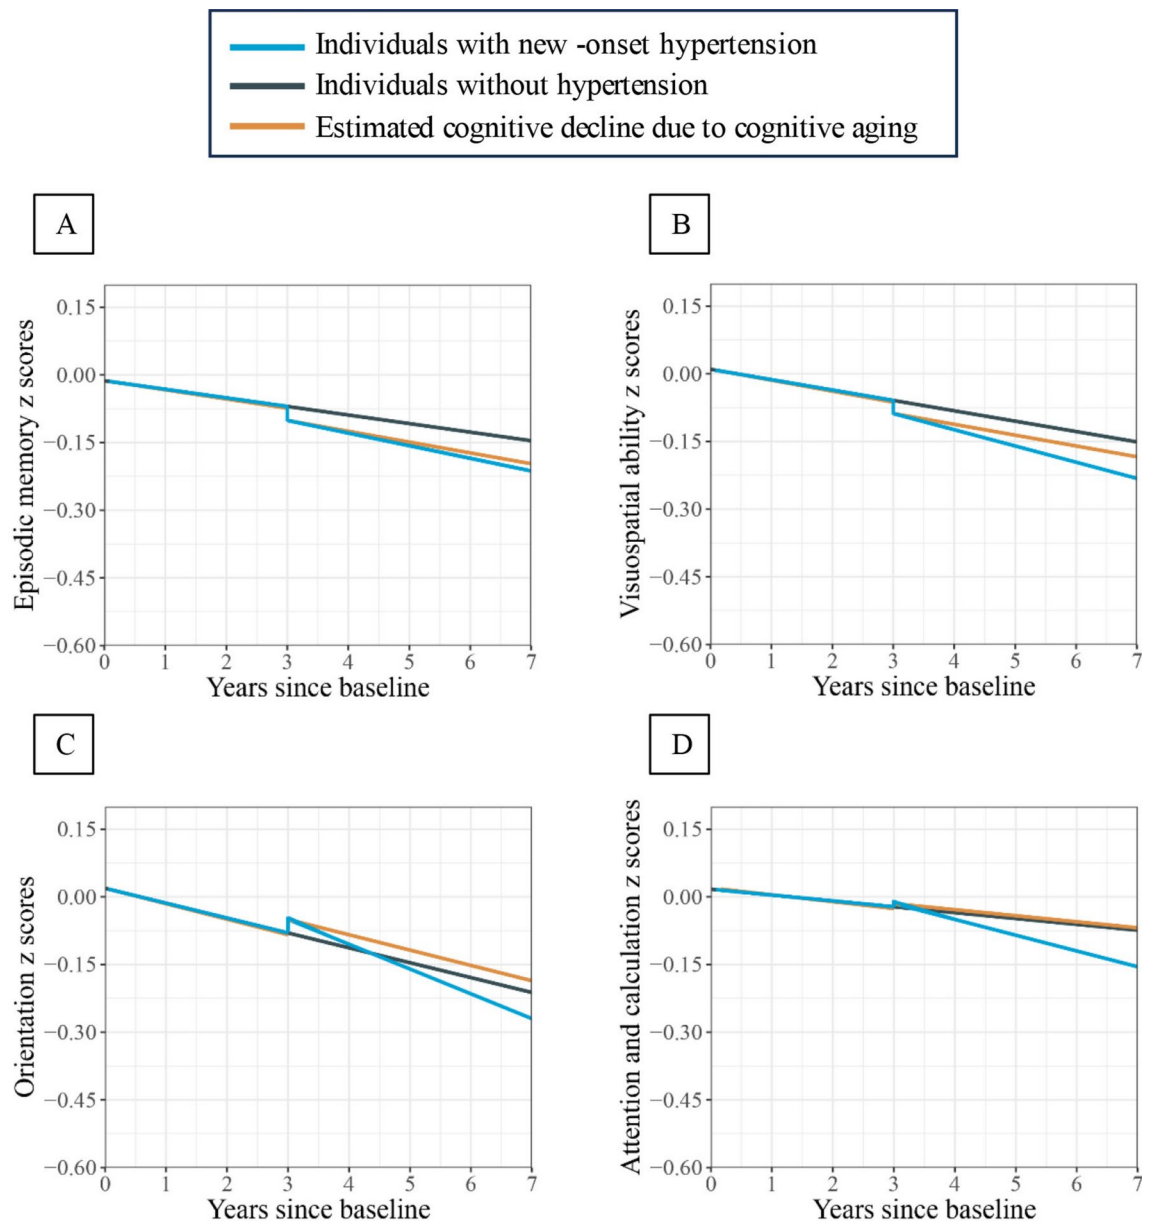 Individuals with new -onset hypertension
Individuals without hypertension
Estimated cognitive decline due to cognitive aging
A
Episodic memory z scores
0.15
0.00
−0.15
−0.30
−0.45
−0.60
0 1 2 3 4 5 6 7
Years since baseline
B
Visuospatial ability z scores
0.15
0.00
−0.15
−0.30
−0.45
−0.60
0 1 2 3 4 5 6 7
Years since baseline
C
Orientation z scores
0.15
0.00
−0.15
−0.30
−0.45
−0.60
0 1 2 3 4 5 6 7
Years since baseline
D
Attention and calculation z scores
0.15
0.00
−0.15
−0.30
−0.45
−0.60
0 1 2 3 4 5 6 7
Years since baseline